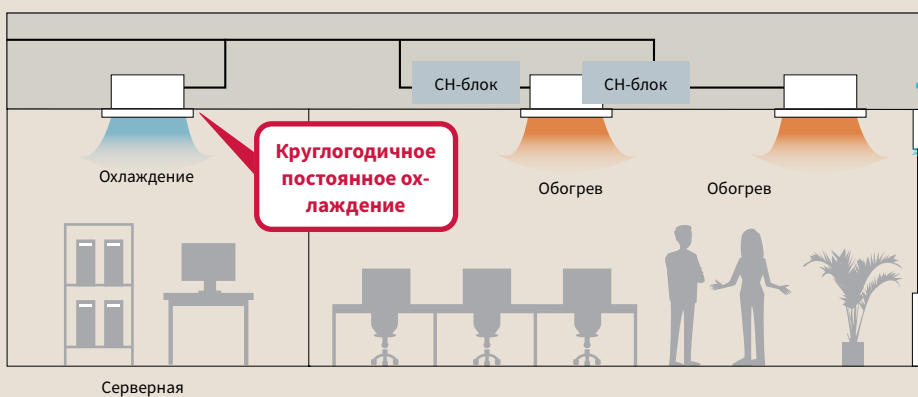 СН-блок
СН-блок
Круглогодичное
постоянное ох-
лаждение
Охлаждение
Обогрев
Обогрев
Серверная